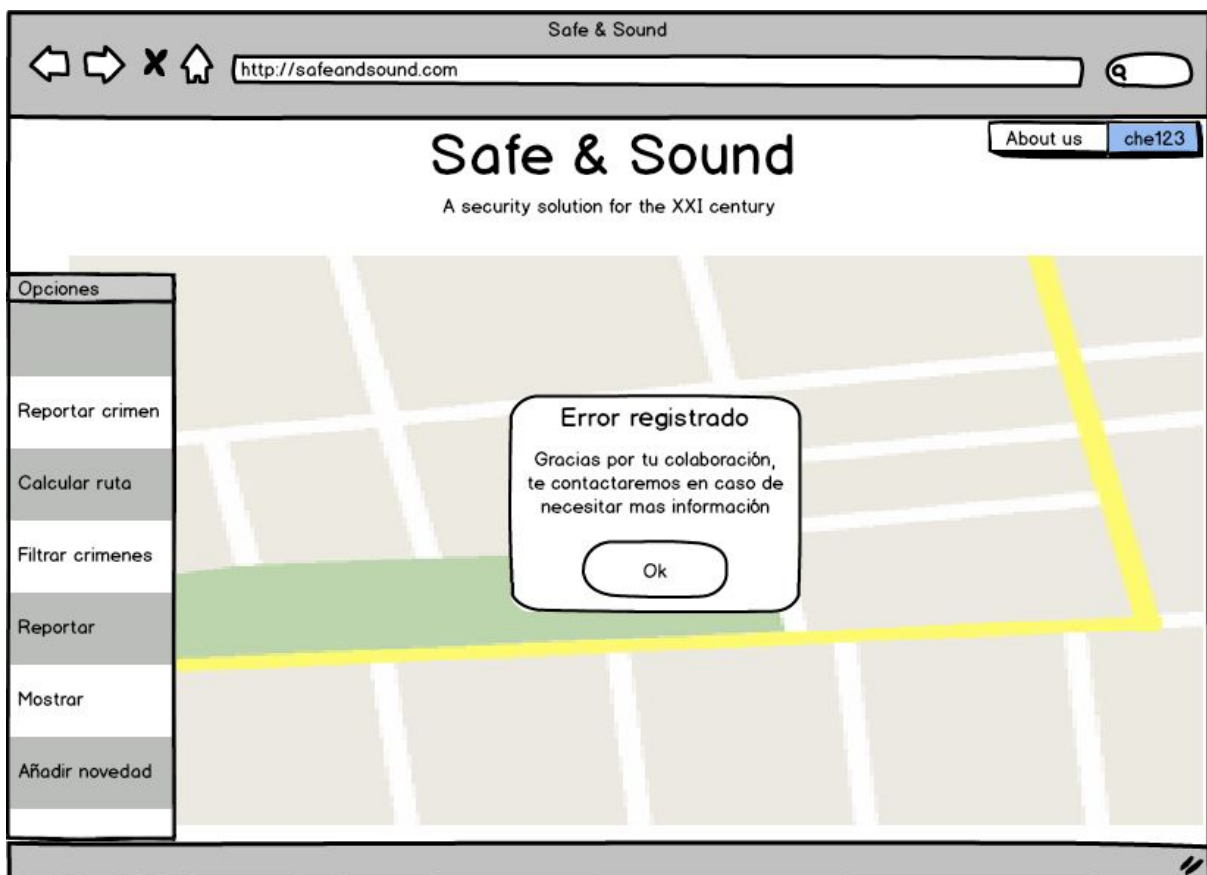 Safe & Sound
http://safeandsound.com
About us
che123
Safe & Sound
A security solution for the XXI century
Opciones
Reportar crimen
Calcular ruta
Filtrar crimenes
Reportar
Mostrar
Añadir novedad
Error registrado
Gracias por tu colaboración,
te contactaremos en caso de
necesitar mas información
Ok